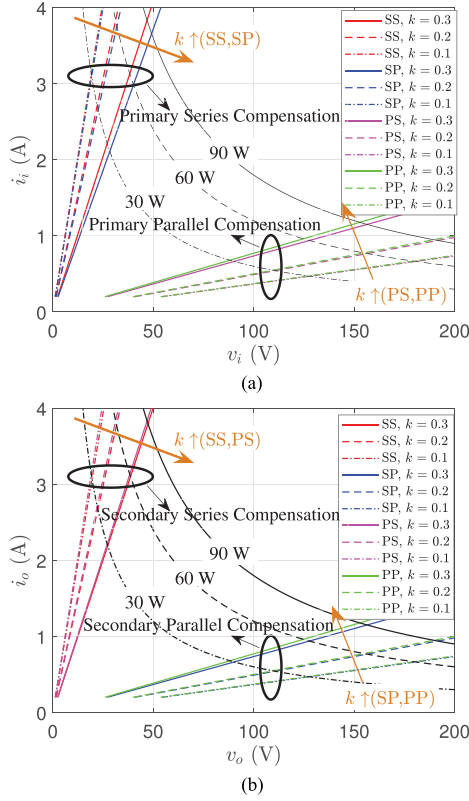 4
3
2
1
0
i_i (A)
k ↑(SS,SP)
Primary Series Compensation
90 W
60 W
30 W
Primary Parallel Compensation
k ↑(PS,PP)
SS, k = 0.3
SS, k = 0.2
SS, k = 0.1
SP, k = 0.3
SP, k = 0.2
SP, k = 0.1
PS, k = 0.3
PS, k = 0.2
PS, k = 0.1
PP, k = 0.3
PP, k = 0.2
PP, k = 0.1
0 50 100 150 200
v_i (V)
(a)
4
3
2
1
0
i_o (A)
k ↑(SS,PS)
Secondary Series Compensation
90 W
60 W
30 W
Secondary Parallel Compensation
k ↑(SP,PP)
SS, k = 0.3
SS, k = 0.2
SS, k = 0.1
SP, k = 0.3
SP, k = 0.2
SP, k = 0.1
PS, k = 0.3
PS, k = 0.2
PS, k = 0.1
PP, k = 0.3
PP, k = 0.2
PP, k = 0.1
0 50 100 150 200
v_o (V)
(b)